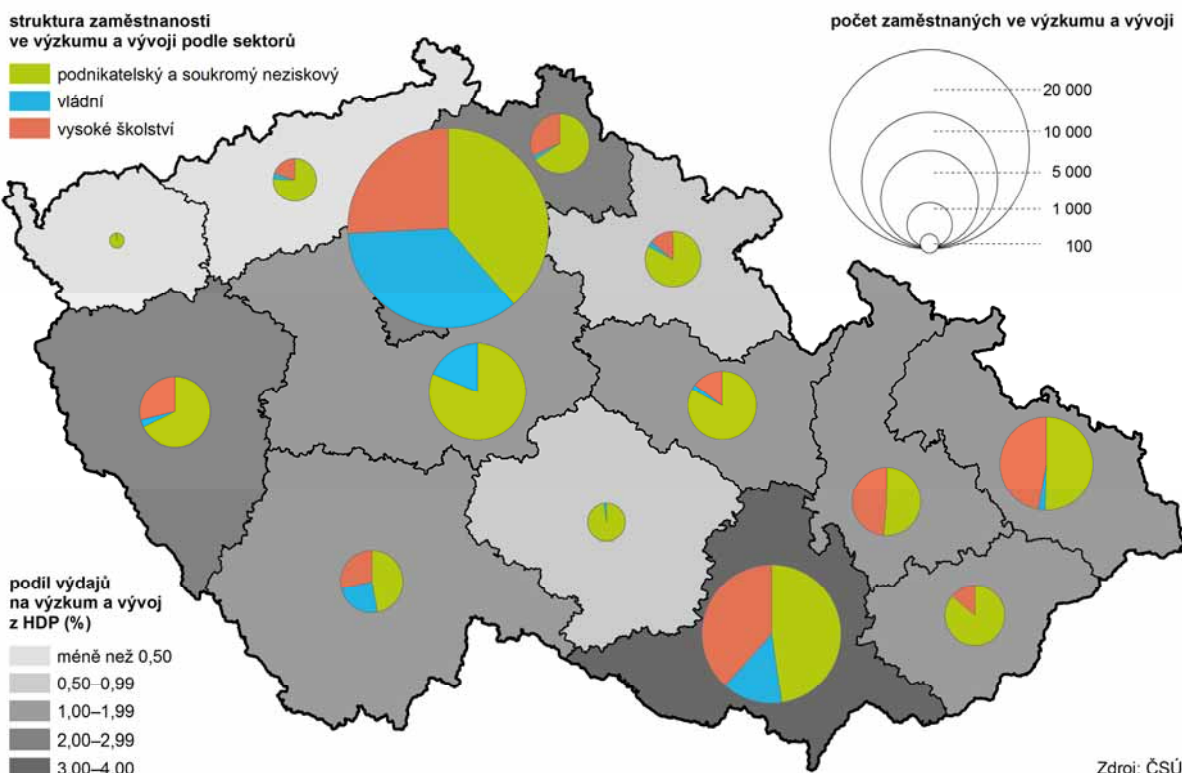 struktura zaměstnanosti
ve výzkumu a vývoji podle sektorů
podnikatelský a soukromý neziskový
vládní
vysoké školství
počet zaměstnaných ve výzkumu a vývoji
20 000
10 000
5 000
1 000
100
podíl výdajů
na výzkum a vývoj
z HDP (%)
méně než 0,50
0,50–0,99
1,00–1,99
2,00–2,99
3,00–4,00
Zdroj: ČSÚ